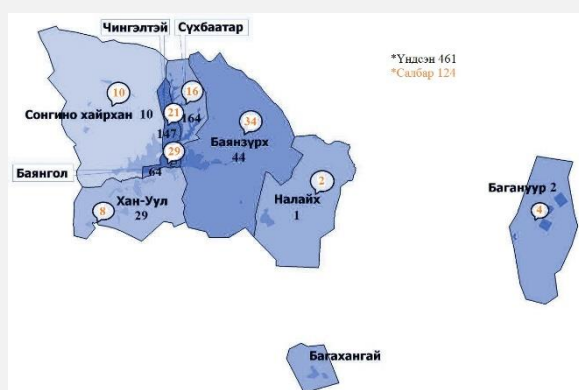 Чингэлтэй
Сүхбаатар
*Үндсэн 461
*Салбар 124
10
16
Сонгино хайрхан 10
21
164
147
34
Баянзүрх
44
29
Баянгол
64
2
Налайх
1
Хан-Уул
29
8
Багануур 2
4
Багахангай